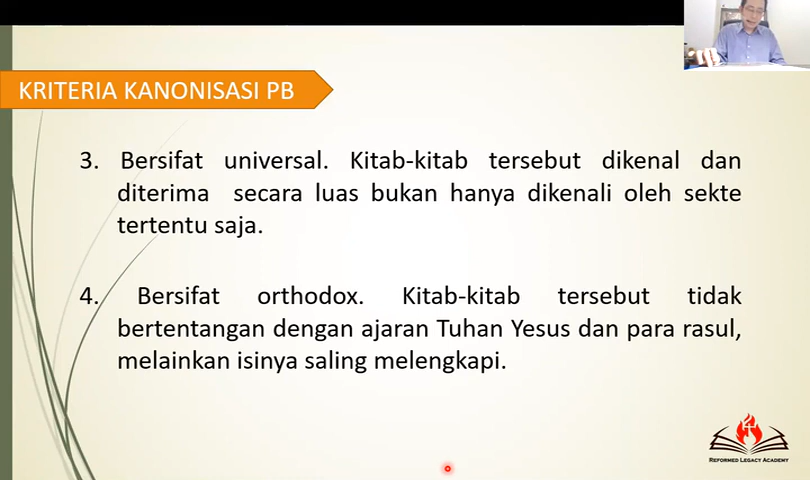 KRITERIA KANONISASI PB
3. Bersifat universal. Kitab-kitab tersebut dikenal dan
diterima secara luas bukan hanya dikenali oleh sekte
tertentu saja.
4. Bersifat orthodox. Kitab-kitab tersebut tidak
bertentangan dengan ajaran Tuhan Yesus dan para rasul,
melainkan isinya saling melengkapi.
REFORMED LEGACY ACADEMY